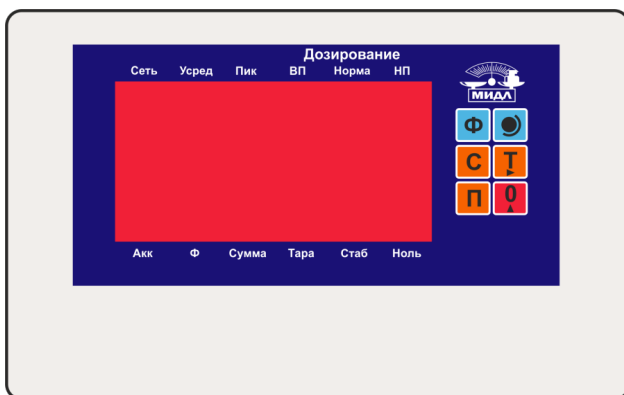 Дозирование
Сеть Усред Пик ВП Норма НП
МИДЛ
Ф
С Т
П 0
Акк Ф Сумма Тара Стаб Ноль